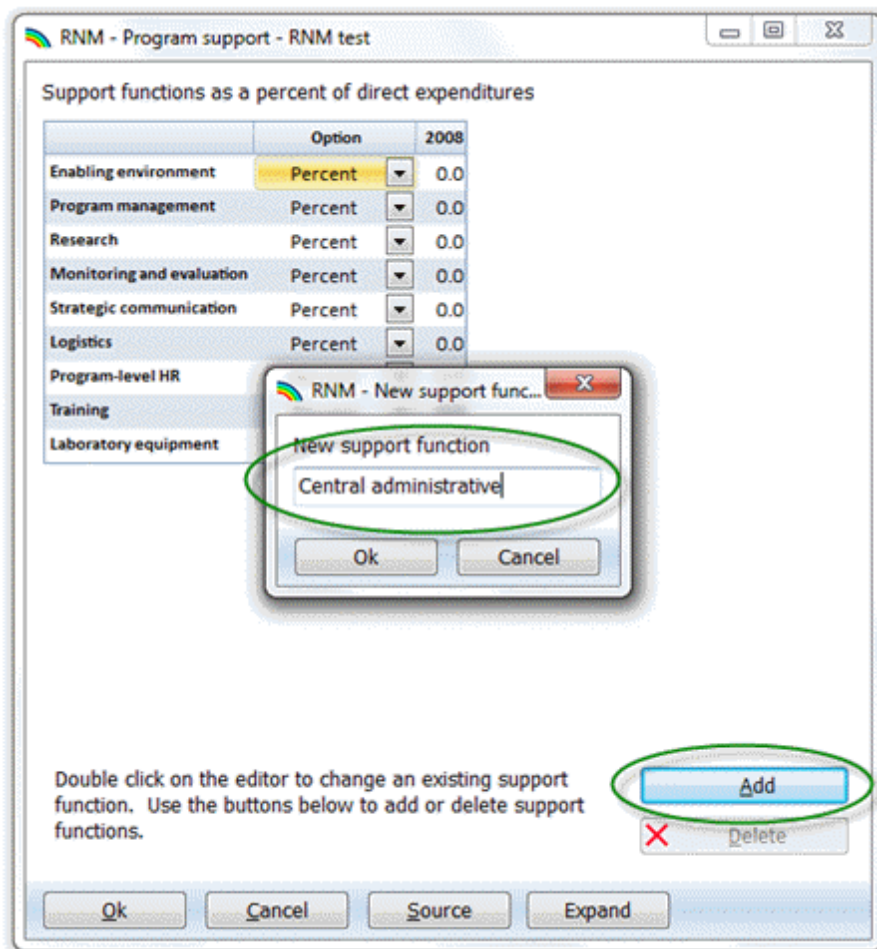 RNM - Program support - RNM test
Support functions as a percent of direct expenditures
Option 2008
Enabling environment Percent 0.0
Program management Percent 0.0
Research Percent 0.0
Monitoring and evaluation Percent 0.0
Strategic communication Percent 0.0
Logistics Percent 0.0
Program-level HR
Training
Laboratory equipment
RNM - New support func...
New support function
Central administrative
Ok Cancel
Double click on the editor to change an existing support
function. Use the buttons below to add or delete support
functions.
Add
Delete
Ok Cancel Source Expand